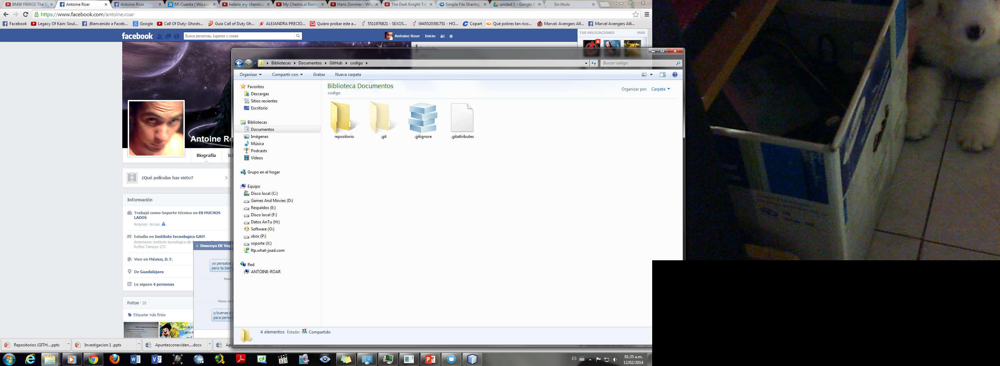 BMW F800GS The D
Antoine Roar
Antoine Roar
Mi Cuenta | Wix.com
helena my chemica
My Chemical Roma
Hans Zimmer - Why
The Dark Knight Tril
Simple File Sharing
unidad 1 - Google D
Sin título
https://www.facebook.com/antoine.roar
Facebook
Legacy Of Kain: Soul...
¡Bienvenido a Faceb...
Google
Call Of Duty: Ghosts...
Guía Call of Duty Gh...
ALEJANDRA PRECIO...
Quiero probar este a...
5511976821 - SEXOS...
0445520391751 - HO...
Copart
Qué pobres tan rico...
Marvel: Avengers Alli...
Marvel Avengers Alli...
facebook
Busca personas, lugares y cosas
Antoine Roar
Inicio
TUS APLICACIONES
MÁS
6
Bibliotecas
Documentos
GitHub
codigo
Buscar codigo
Organizar
Compartir con
Grabar
Nueva carpeta
Favoritos
Descargas
Sitios recientes
Escritorio
Bibliotecas
Documentos
Imágenes
Música
Podcasts
Vídeos
Grupo en el hogar
Equipo
Disco local (C:)
Games And Movies (D:)
Respaldos (E:)
Disco local (F:)
Datos AnTu (H:)
Software (O:)
xbox (P:)
soporte (X:)
ftp.what-joad.com
Red
ANTOINE-ROAR
Biblioteca Documentos
codigo
Organizar por:
Carpeta
repositorio
.git
.gitignore
.gitattributes
4 elementos
Estado:
Compartido
Antoine Ro
Biografía
¿Qué películas has visto?
Información
Trabajó como Soporte técnico en EN MUCHOS
LADOS
Anterior: Arcom
Estudia en Instituto tecnologico GAM
Anteriores: instituto tecnologico de
Rufino Tamayo 272
Vive en México, D. F.
De Guadalajara
Le siguen 4 personas
Fotos · 35
Etiquetar más fotos
Taller de Ingeniería de Software
Donceya DE Vay
yo pensaba
pero ta bien
Hace
Hace un
q buenas p
para period
Repositorios (GITH....pptx
Investigacion 1 .pptx
Apuntesconeviden....docx
Ap
ES
01:35 a.m.
12/02/2014